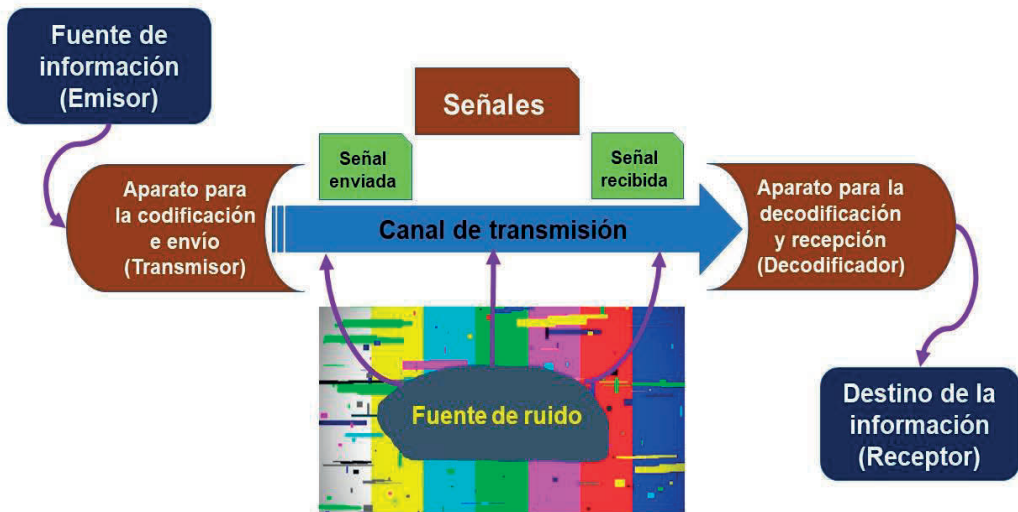 Fuente de
información
(Emisor)
Señales
Señal
enviada
Señal
recibida
Aparato para
la codificación
e envío
(Transmisor)
Canal de transmisión
Aparato para la
decodificación
y recepción
(Decodificador)
Fuente de ruido
Destino de la
información
(Receptor)